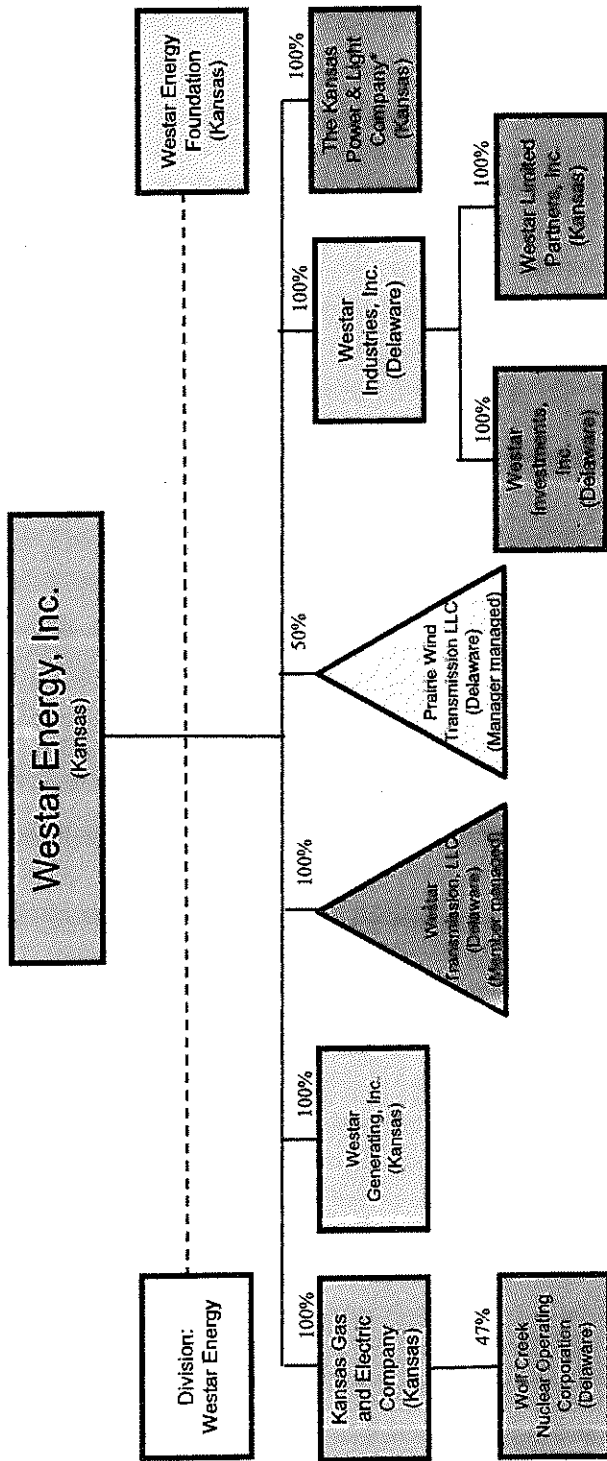 Westar Energy, Inc.
(Kansas)
Division:
Westar Energy
Westar Energy
Foundation
(Kansas)
100%
Kansas Gas
and Electric
Company
(Kansas)
100%
Westar
Generating, Inc.
(Kansas)
100%
Westar
Transmission, LLC
(Delaware)
(Member managed)
50%
Prairie Wind
Transmission LLC
(Delaware)
(Manager managed)
100%
Westar
Industries, Inc.
(Delaware)
100%
The Kansas
Power & Light
Company*
(Kansas)
47%
Wolf Creek
Nuclear Operating
Corporation
(Delaware)
100%
Westar
Investments,
Inc.
(Delaware)
100%
Westar Limited
Partners, Inc.
(Kansas)